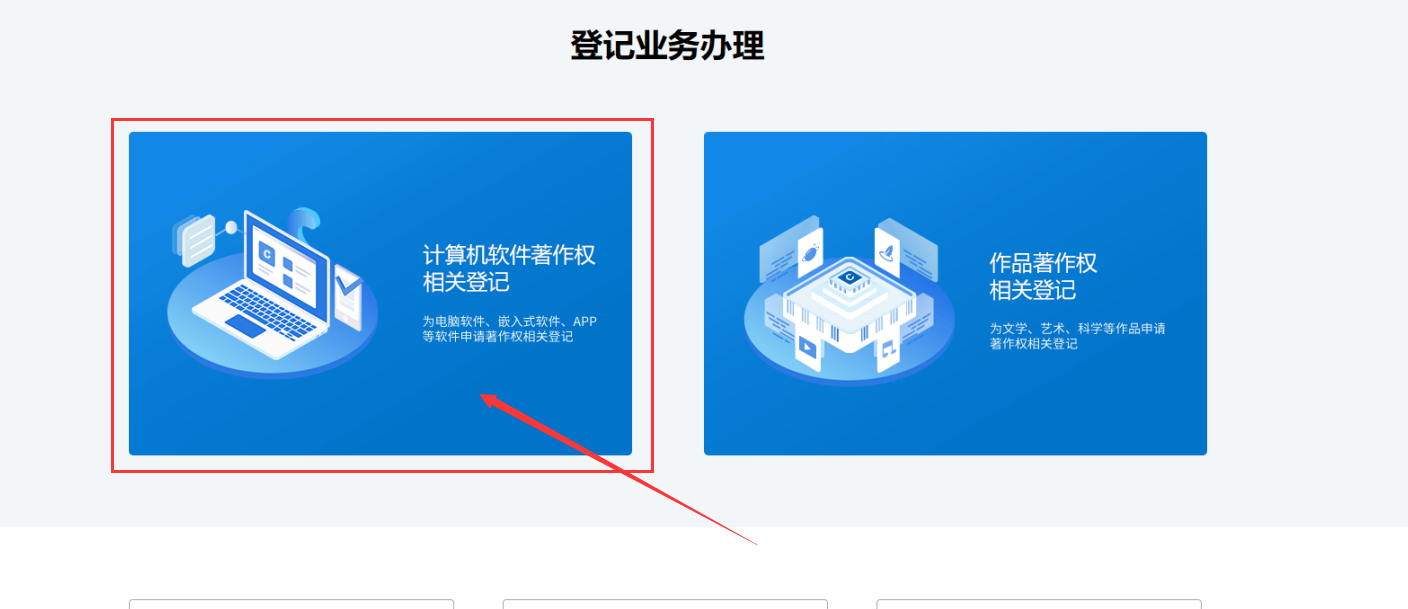 登记业务办理
计算机软件著作权
相关登记
为电脑软件、嵌入式软件、APP
等软件申请著作权相关登记
作品著作权
相关登记
为文学、艺术、科学等作品申请
著作权相关登记